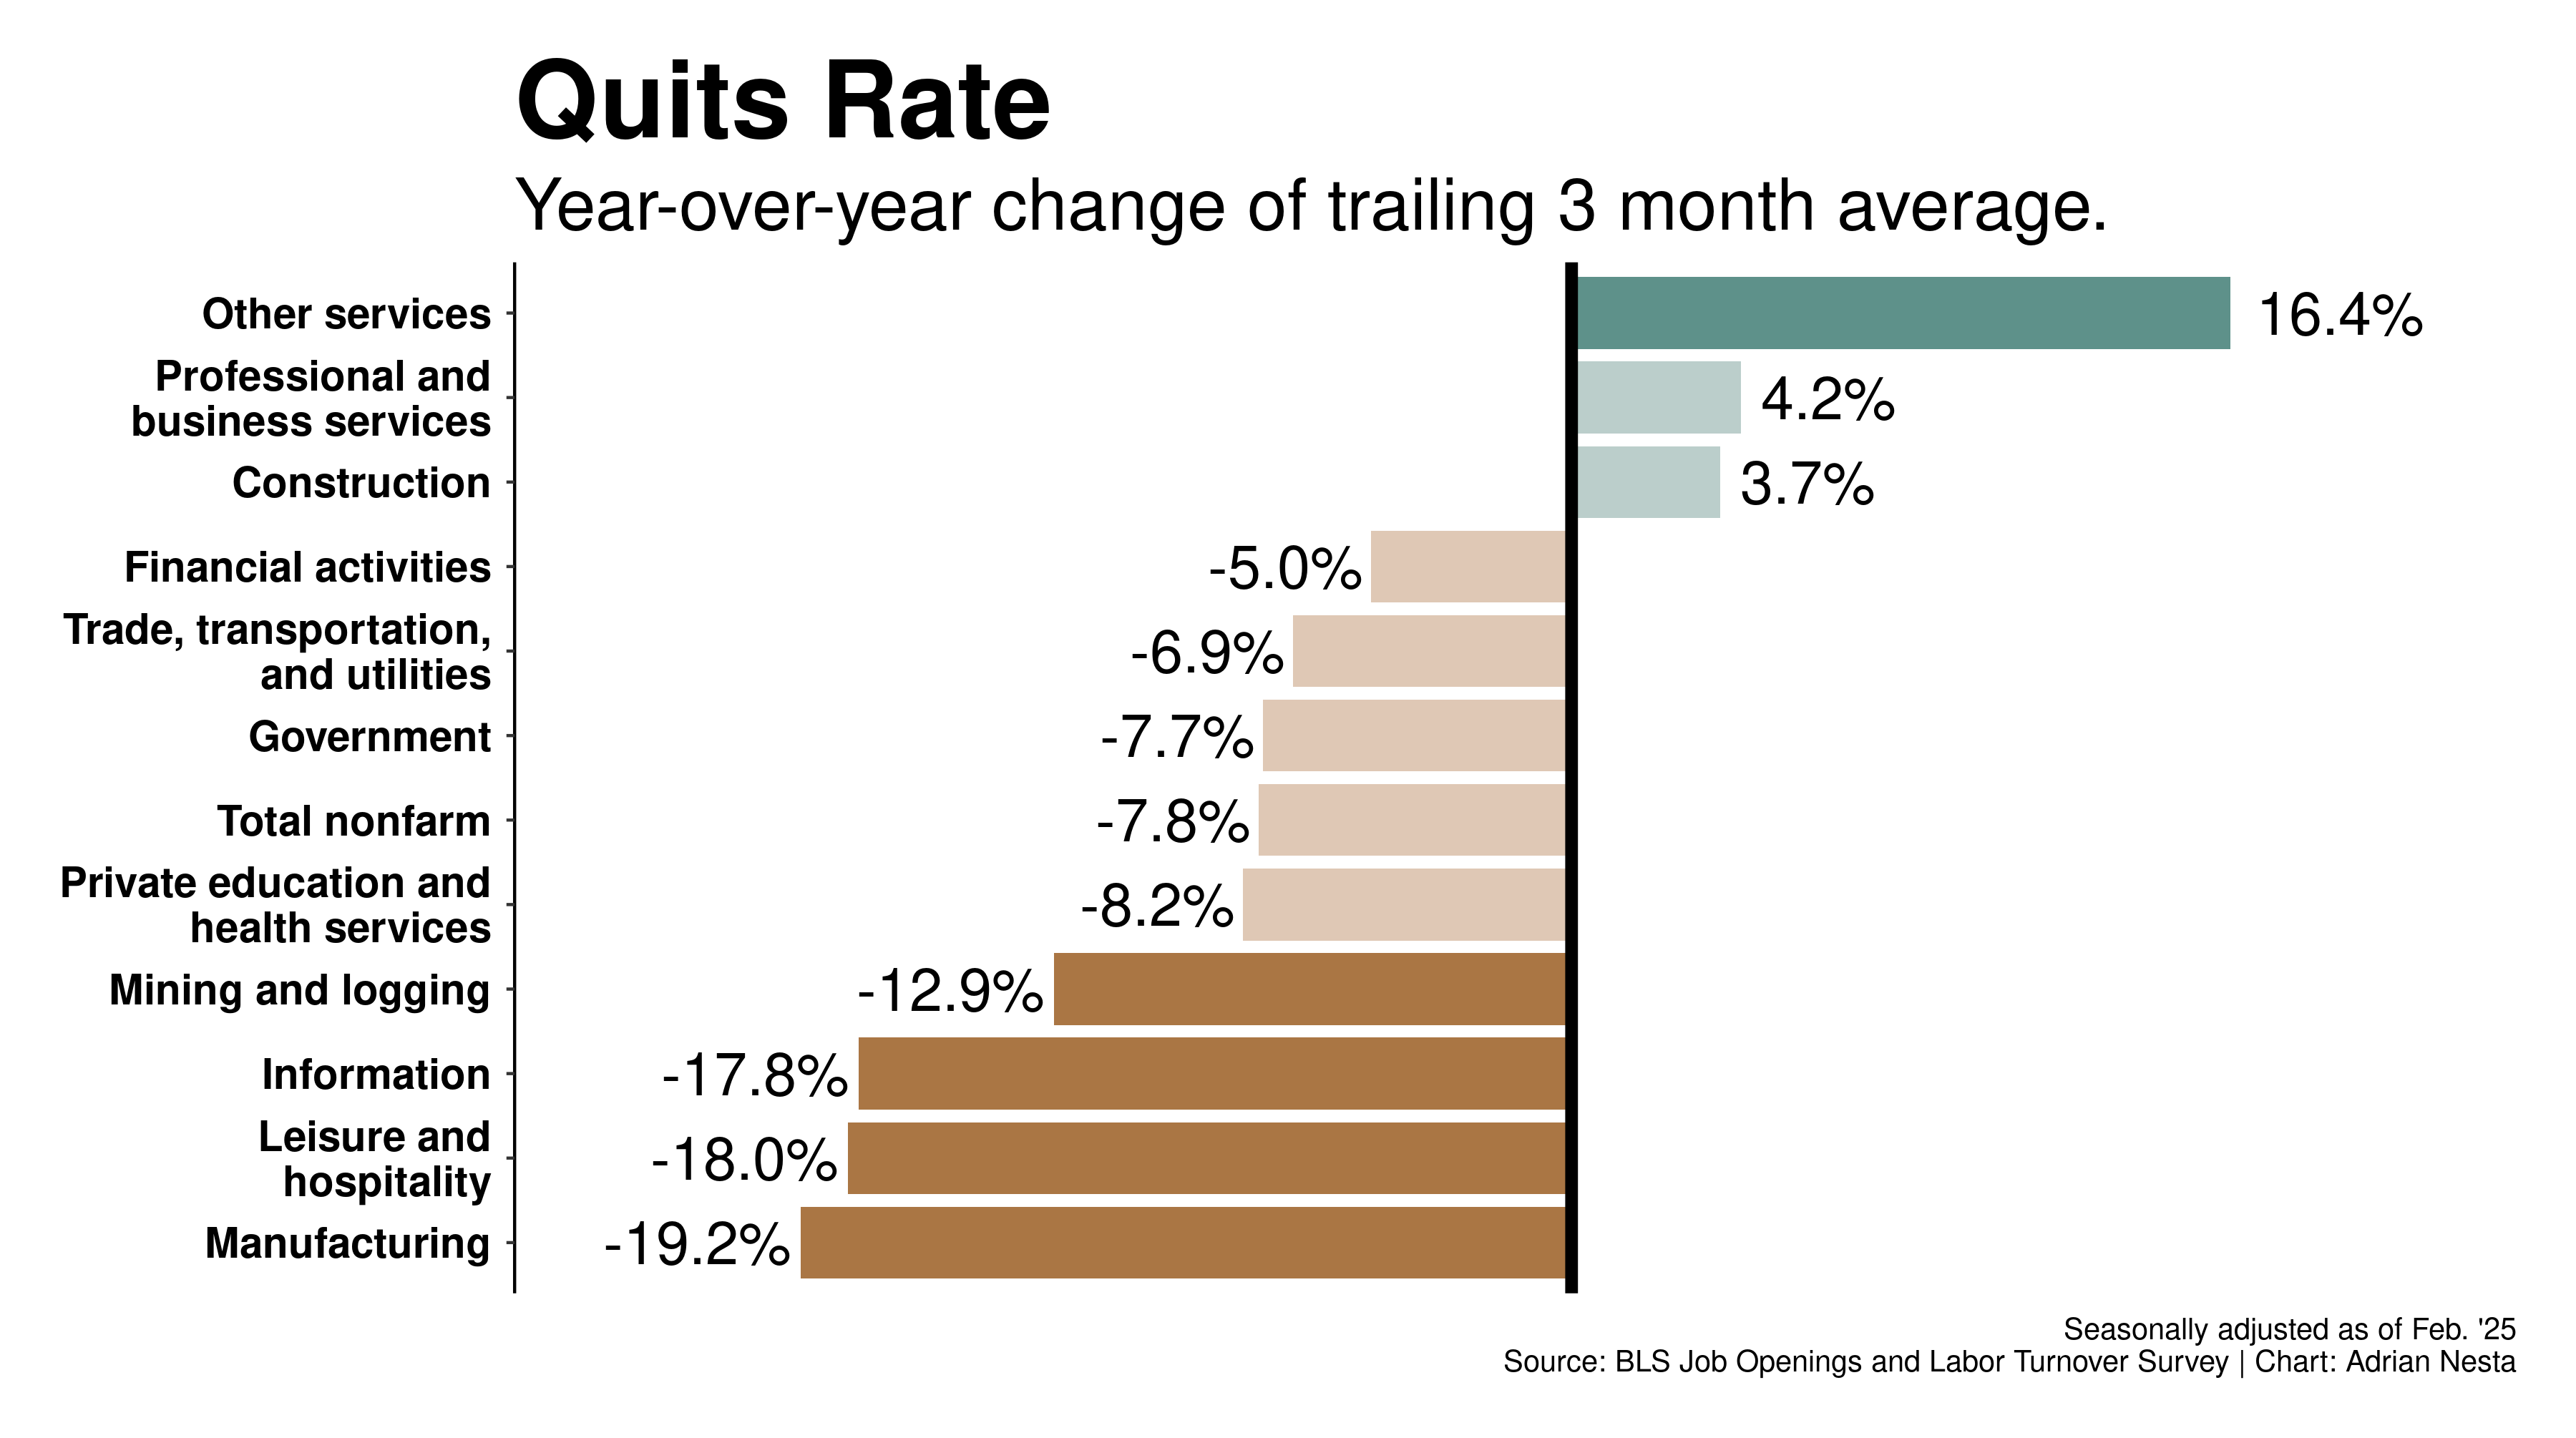 Quits Rate
Year-over-year change of trailing 3 month average.
Other services
16.4%
Professional and
business services
4.2%
Construction
3.7%
Financial activities
-5.0%
Trade, transportation,
and utilities
-6.9%
Government
-7.7%
Total nonfarm
-7.8%
Private education and
health services
-8.2%
Mining and logging
-12.9%
Information
-17.8%
Leisure and
hospitality
-18.0%
Manufacturing
-19.2%
Seasonally adjusted as of Feb. '25
Source: BLS Job Openings and Labor Turnover Survey | Chart: Adrian Nesta